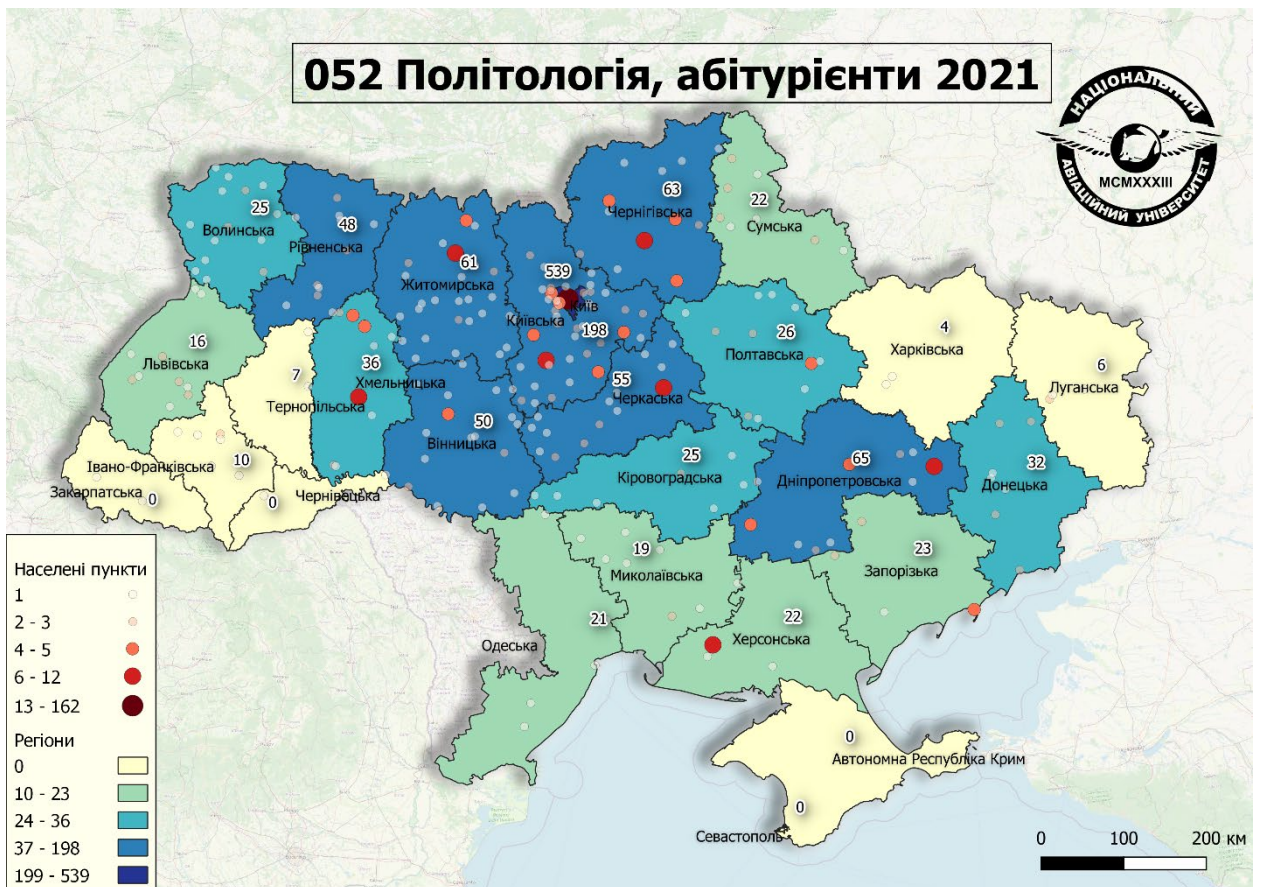 052 Політологія, абітурієнти 2021
НАЦІОНАЛЬНИЙ
MCMXXXIII
АВІАЦІЙНИЙ УНІВЕРСИТЕТ
63
Чернігівська
22
Сумська
25
Волинська
48
Рівненська
61
Житомирська
539
Київ
Київська
198
26
Полтавська
4
Харківська
6
Луганська
16
Львівська
7
Тернопільська
36
Хмельницька
55
Черкаська
50
Вінницька
25
Кіровоградська
65
Дніпропетровська
32
Донецька
Івано-Франківська
10
Закарпатська
0
Чернівецька
0
19
Миколаївська
23
Запорізька
21
Одеська
22
Херсонська
0
Автономна Республіка Крим
0
Севастополь
Населені пункти
1
2 - 3
4 - 5
6 - 12
13 - 162
Регіони
0
10 - 23
24 - 36
37 - 198
199 - 539
0 100 200 км